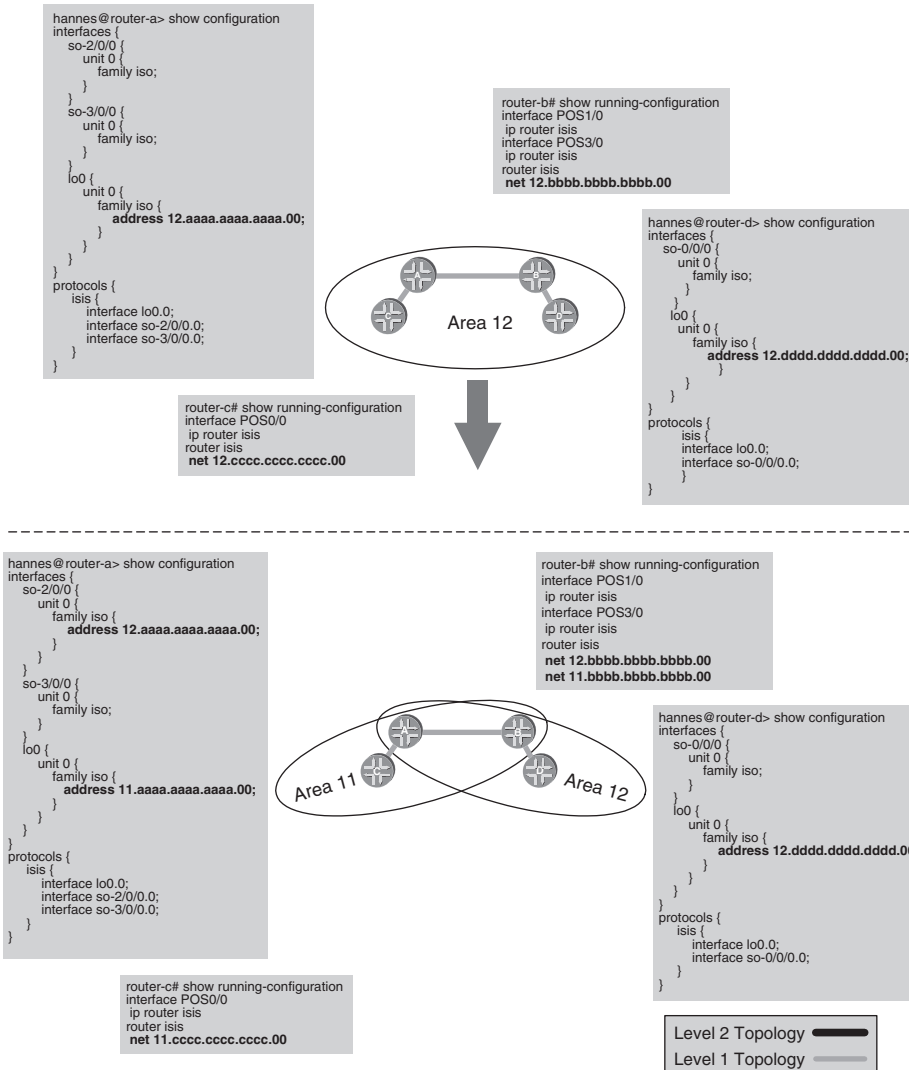 hannes@router-a> show configuration
interfaces {
so-2/0/0 {
unit 0 {
family iso;
}
}
so-3/0/0 {
unit 0 {
family iso;
}
}
lo0 {
unit 0 {
family iso {
address 12.aaaa.aaaa.aaaa.00;
}
}
}
}
protocols {
isis {
interface lo0.0;
interface so-2/0/0.0;
interface so-3/0/0.0;
}
}
router-b# show running-configuration
interface POS1/0
ip router isis
interface POS3/0
ip router isis
router isis
net 12.bbbb.bbbb.bbbb.00
A
B
C
D
Area 12
router-c# show running-configuration
interface POS0/0
ip router isis
router isis
net 12.cccc.cccc.cccc.00
hannes@router-d> show configuration
interfaces {
so-0/0/0 {
unit 0 {
family iso;
}
}
lo0 {
unit 0 {
family iso {
address 12.dddd.dddd.dddd.00;
}
}
}
}
protocols {
isis {
interface lo0.0;
interface so-0/0/0.0;
}
}
hannes@router-a> show configuration
interfaces {
so-2/0/0 {
unit 0 {
family iso {
address 12.aaaa.aaaa.aaaa.00;
}
}
}
so-3/0/0 {
unit 0 {
family iso;
}
}
lo0 {
unit 0 {
family iso {
address 11.aaaa.aaaa.aaaa.00;
}
}
}
}
protocols {
isis {
interface lo0.0;
interface so-2/0/0.0;
interface so-3/0/0.0;
}
}
router-b# show running-configuration
interface POS1/0
ip router isis
interface POS3/0
ip router isis
router isis
net 12.bbbb.bbbb.bbbb.00
net 11.bbbb.bbbb.bbbb.00
A
B
C
D
Area 11
Area 12
router-c# show running-configuration
interface POS0/0
ip router isis
router isis
net 11.cccc.cccc.cccc.00
hannes@router-d> show configuration
interfaces {
so-0/0/0 {
unit 0 {
family iso;
}
}
lo0 {
unit 0 {
family iso {
address 12.dddd.dddd.dddd.00
}
}
}
}
protocols {
isis {
interface lo0.0;
interface so-0/0/0.0;
}
}
Level 2 Topology
Level 1 Topology